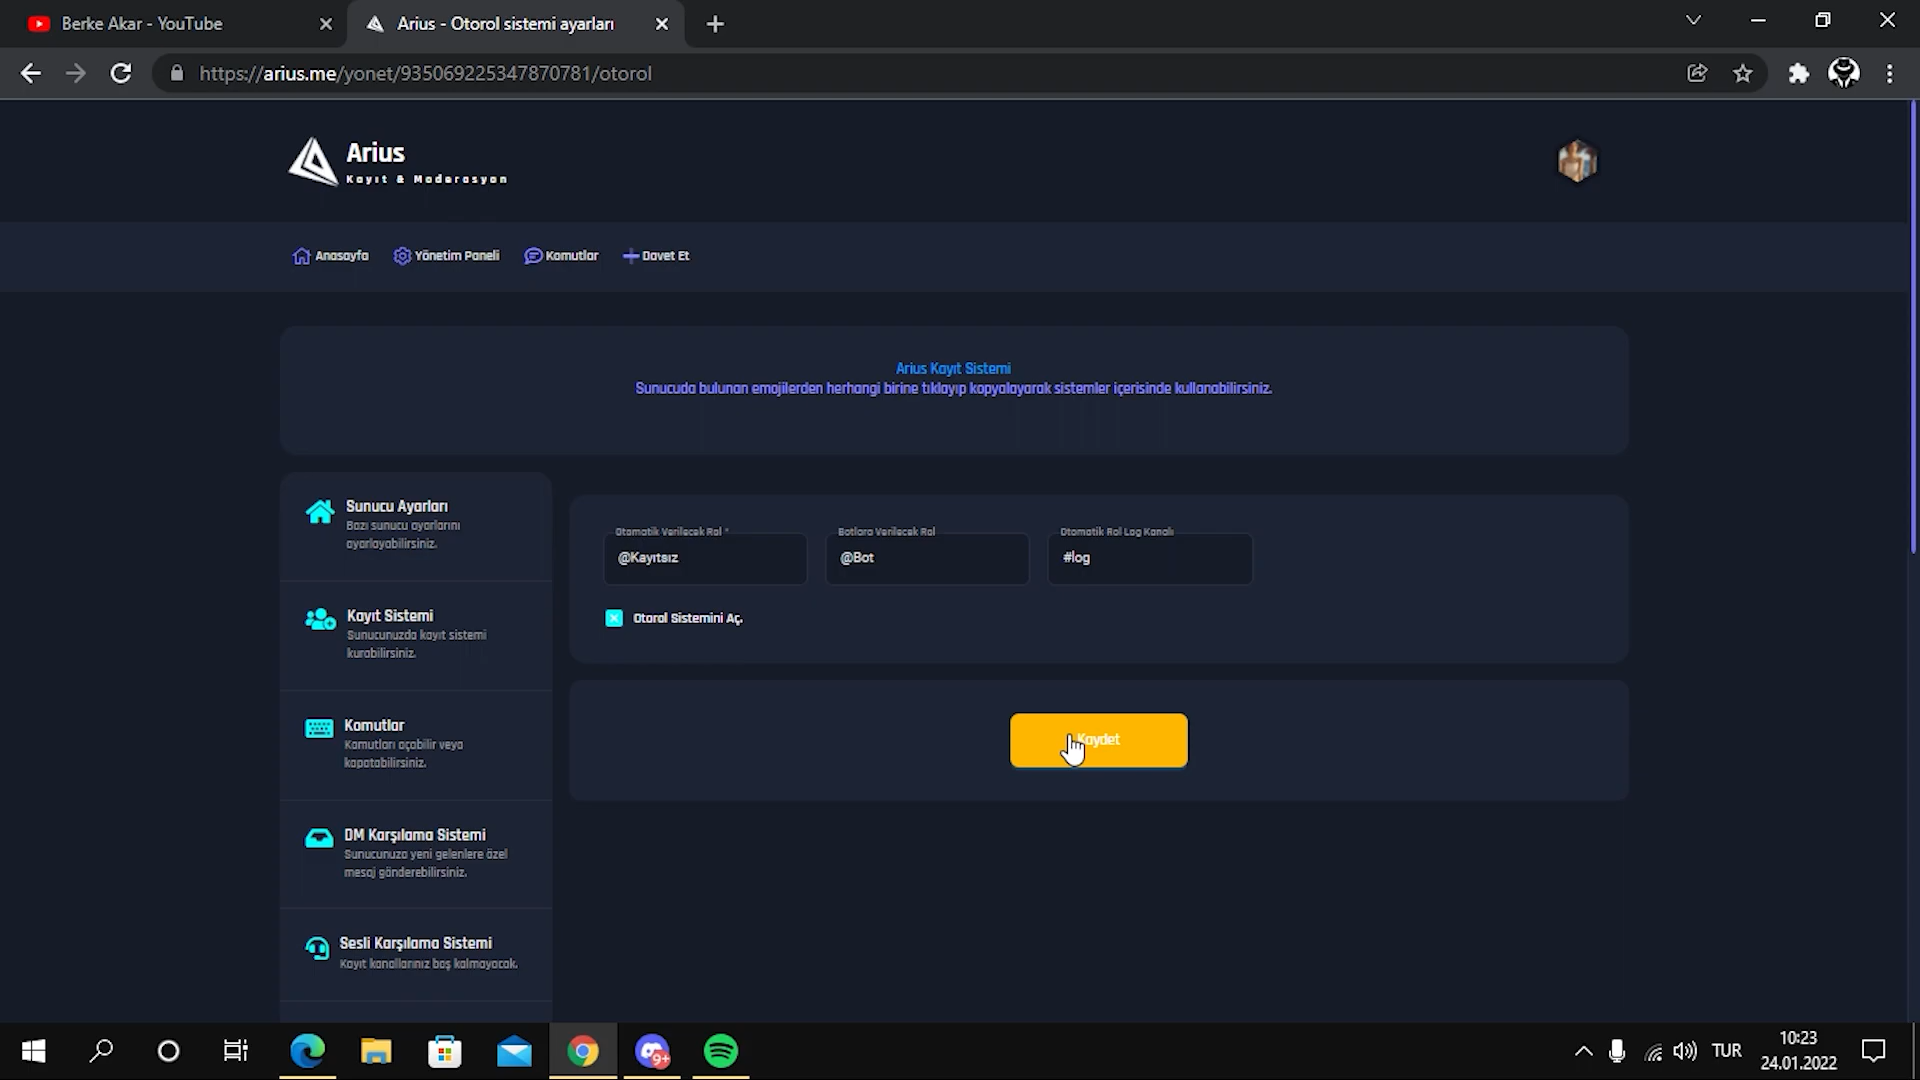 Berke Akar - YouTube
Arius - Otorol sistemi ayarları
https://arius.me/yonet/935069225347870781/otorol
Arius
Kayıt & Moderasyon
Anasayfa
Yönetim Paneli
Komutlar
Davet Et
Arius Kayıt Sistemi
Sunucuda bulunan emojilerden herhangi birine tıklayıp kopyalayarak sistemler içerisinde kullanabilirsiniz.
Sunucu Ayarları
Bazı sunucu ayarlarını
ayarlayabilirsiniz.
Kayıt Sistemi
Sunucunuzda kayıt sistemi
kurabilirsiniz.
Komutlar
Komutları açabilir veya
kapatabilirsiniz.
DM Karşılama Sistemi
Sunucunuza yeni gelenlere özel
mesaj gönderebilirsiniz.
Sesli Karşılama Sistemi
Kayıt kanallarınız boş kalmayacak.
Otomatik Verilecek Rol *
@Kayıtsız
Botlara Verilecek Rol
@Bot
Otomatik Rol Log Kanalı
#log
Otorol Sistemini Aç.
Kaydet
9+
TUR
10:23
24.01.2022